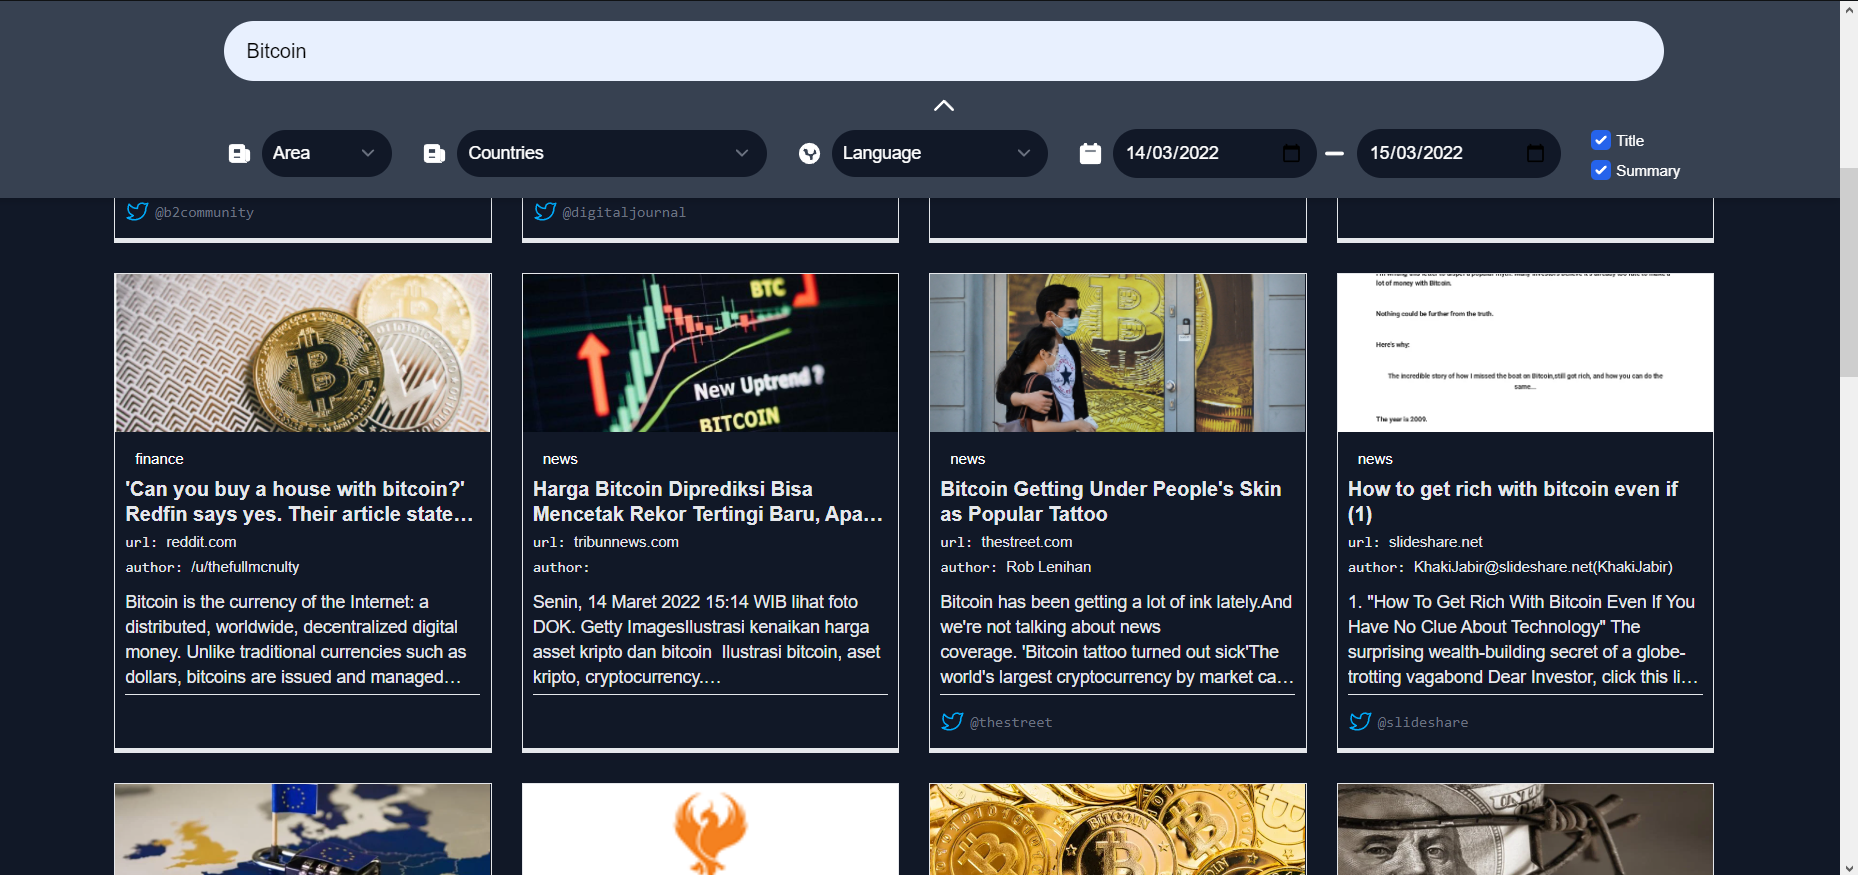 Bitcoin
Area
Countries
Language
14/03/2022
15/03/2022
Title
Summary
@b2community
@digitaljournal
BTC
New Uptrend ?
BITCOIN
lot of money with Bitcoin.
Nothing could be further from the truth.
Here's why:
The incredible story of how I missed the boat on Bitcoin,still got rich, and how you can do the
same...
The year is 2009.
finance
'Can you buy a house with bitcoin?'
Redfin says yes. Their article state…
url: reddit.com
author: /u/thefullmcnulty
Bitcoin is the currency of the Internet: a
distributed, worldwide, decentralized digital
money. Unlike traditional currencies such as
dollars, bitcoins are issued and managed…
news
Harga Bitcoin Diprediksi Bisa
Mencetak Rekor Tertingi Baru, Apa…
url: tribunnews.com
author:
Senin, 14 Maret 2022 15:14 WIB lihat foto
DOK. Getty ImagesIlustrasi kenaikan harga
asset kripto dan bitcoin  Ilustrasi bitcoin, aset
kripto, cryptocurrency.…
news
Bitcoin Getting Under People's Skin
as Popular Tattoo
url: thestreet.com
author: Rob Lenihan
Bitcoin has been getting a lot of ink lately.And
we're not talking about news
coverage. 'Bitcoin tattoo turned out sick'The
world's largest cryptocurrency by market ca…
@thestreet
news
How to get rich with bitcoin even if
(1)
url: slideshare.net
author: KhakiJabir@slideshare.net(KhakiJabir)
1. "How To Get Rich With Bitcoin Even If You
Have No Clue About Technology" The
surprising wealth-building secret of a globe-
trotting vagabond Dear Investor, click this li…
@slideshare
BITCOIN